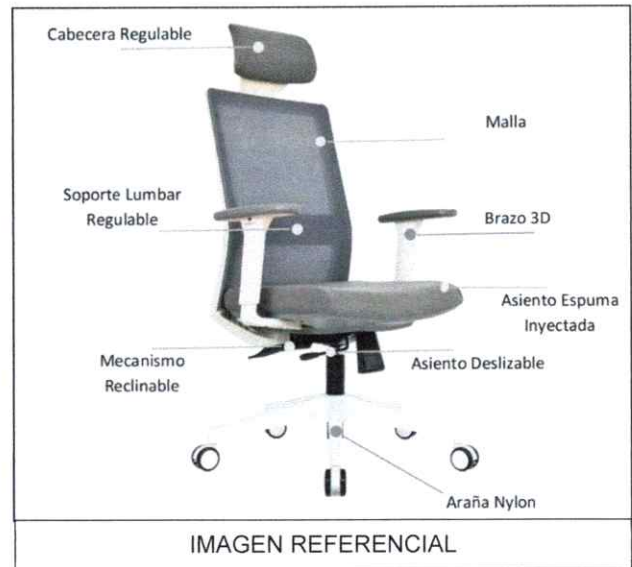 Cabecera Regulable
Malla
Soporte Lumbar
Regulable
Brazo 3D
Asiento Espuma
Inyectada
Mecanismo
Reclinable
Asiento Deslizable
Araña Nylon
IMAGEN REFERENCIAL